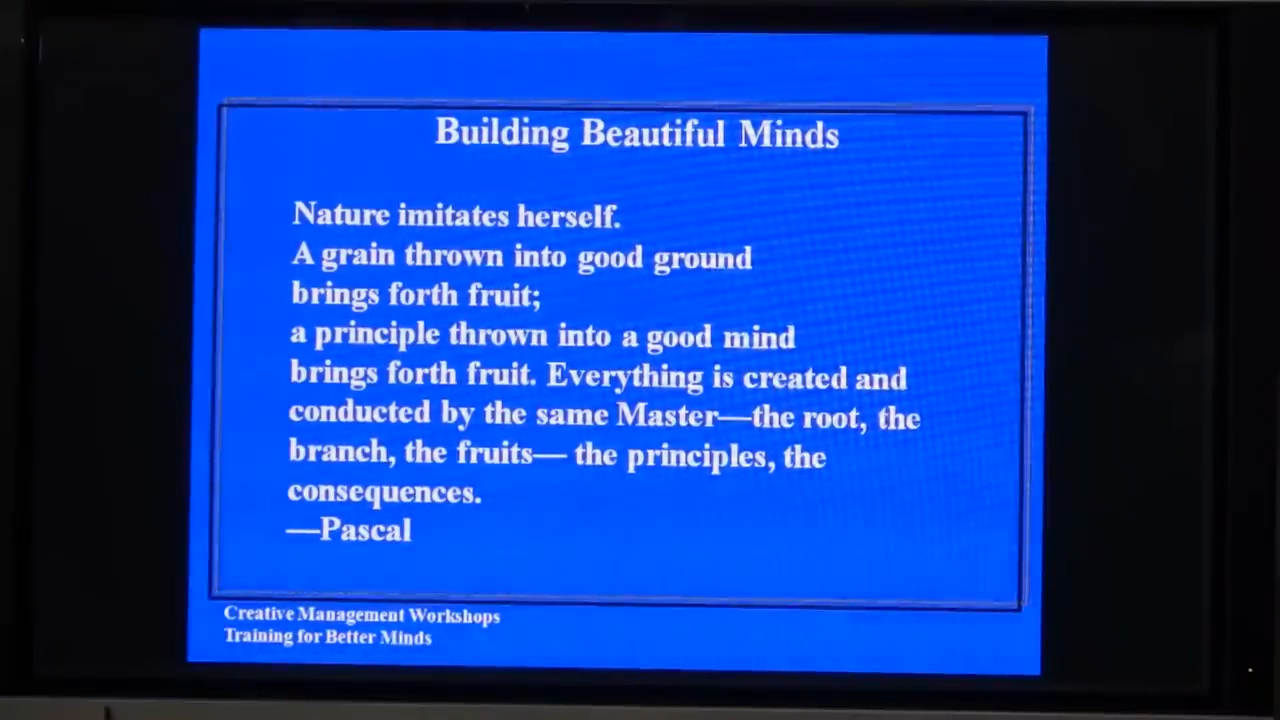 Building Beautiful Minds
Nature imitates herself.
A grain thrown into good ground
brings forth fruit;
a principle thrown into a good mind
brings forth fruit. Everything is created and
conducted by the same Master—the root, the
branch, the fruits— the principles, the
consequences.
—Pascal
Creative Management Workshops
Training for Better Minds